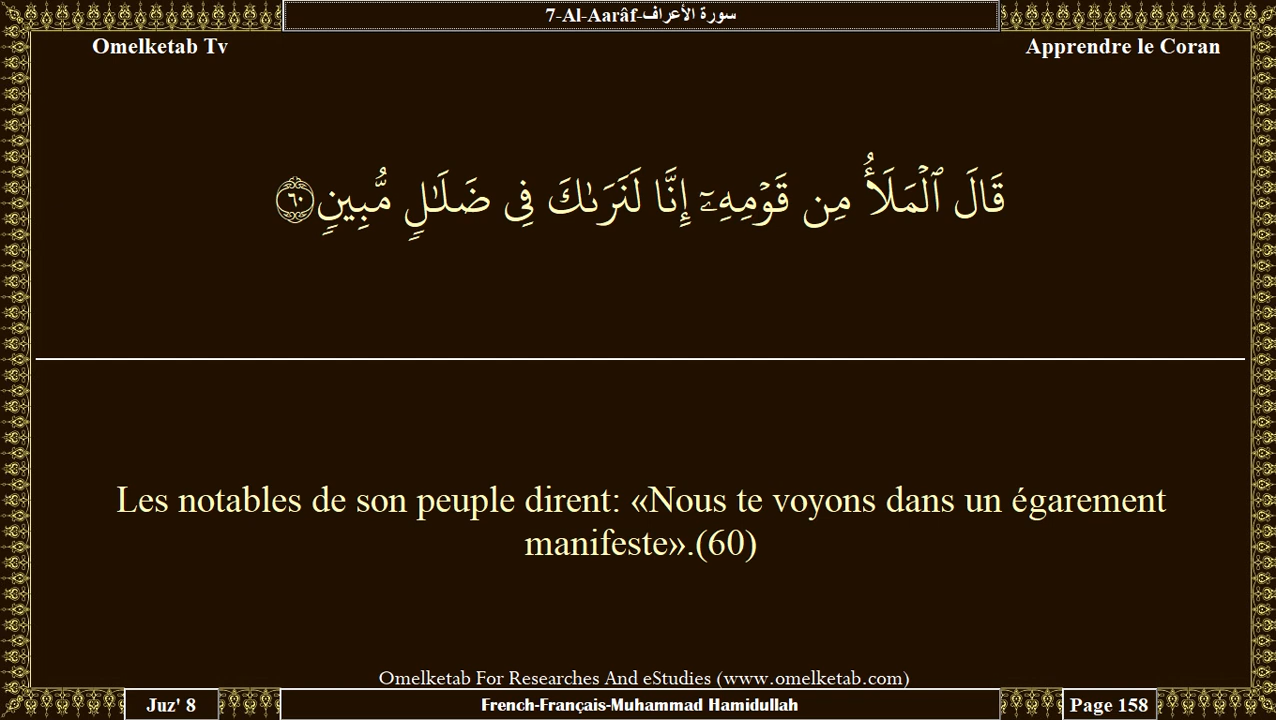 7-Al-Aarâf-سورة الأعراف
Omelketab Tv
Apprendre le Coran
قَالَ ٱلْمَلَأُ مِن قَوْمِهِۦٓ إِنَّا لَنَرَىٰكَ فِى ضَلَـٰلٍ مُّبِينٍ ٦٠
Les notables de son peuple dirent: «Nous te voyons dans un égarement
manifeste».(60)
Omelketab For Researches And eStudies (www.omelketab.com)
Juz' 8
French-Français-Muhammad Hamidullah
Page 158